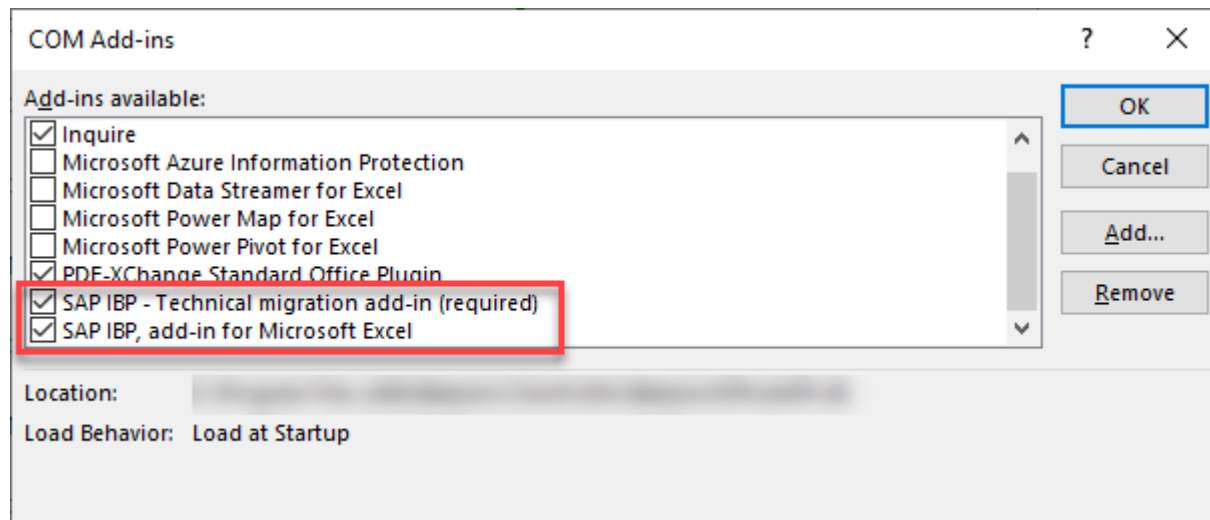 COM Add-ins
?
Add-ins available:
Inquire
Microsoft Azure Information Protection
Microsoft Data Streamer for Excel
Microsoft Power Map for Excel
Microsoft Power Pivot for Excel
PDF-XChange Standard Office Plugin
SAP IBP - Technical migration add-in (required)
SAP IBP, add-in for Microsoft Excel
OK
Cancel
Add...
Remove
Location:
Load Behavior: Load at Startup